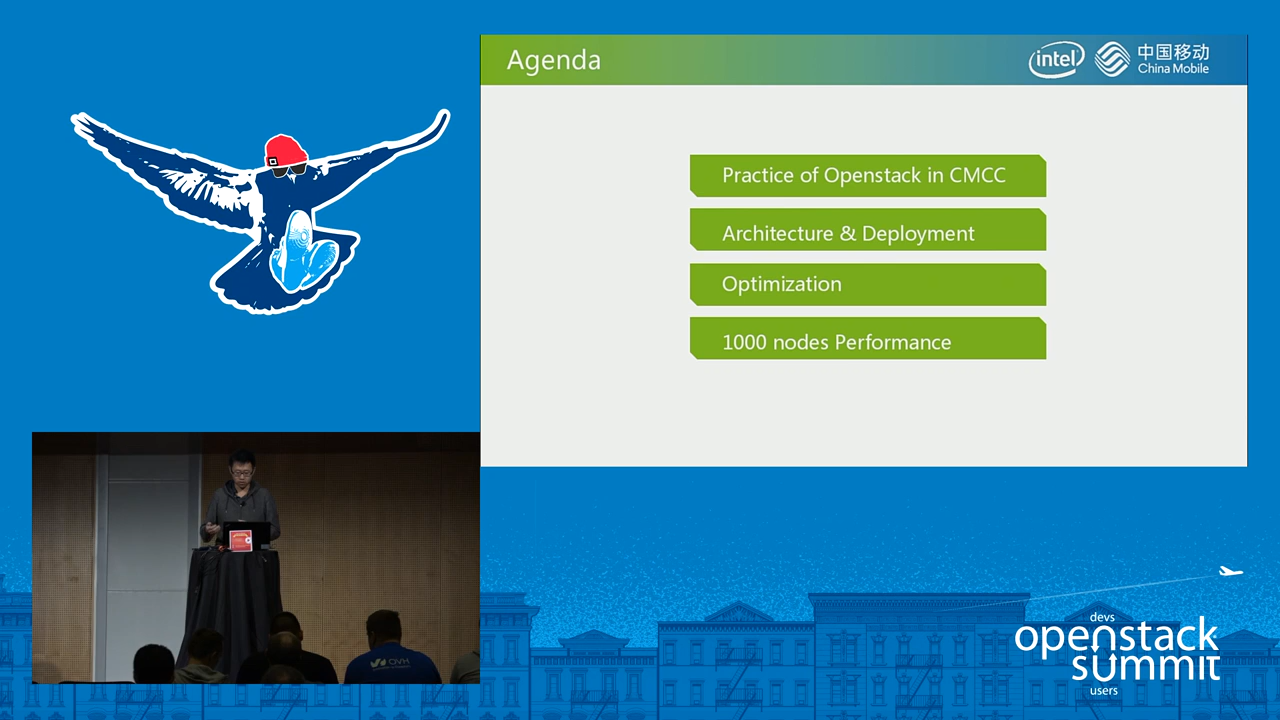 Agenda
intel
中国移动
China Mobile
Practice of Openstack in CMCC
Architecture & Deployment
Optimization
1000 nodes Performance
OVH
devs
openstack
summit
users